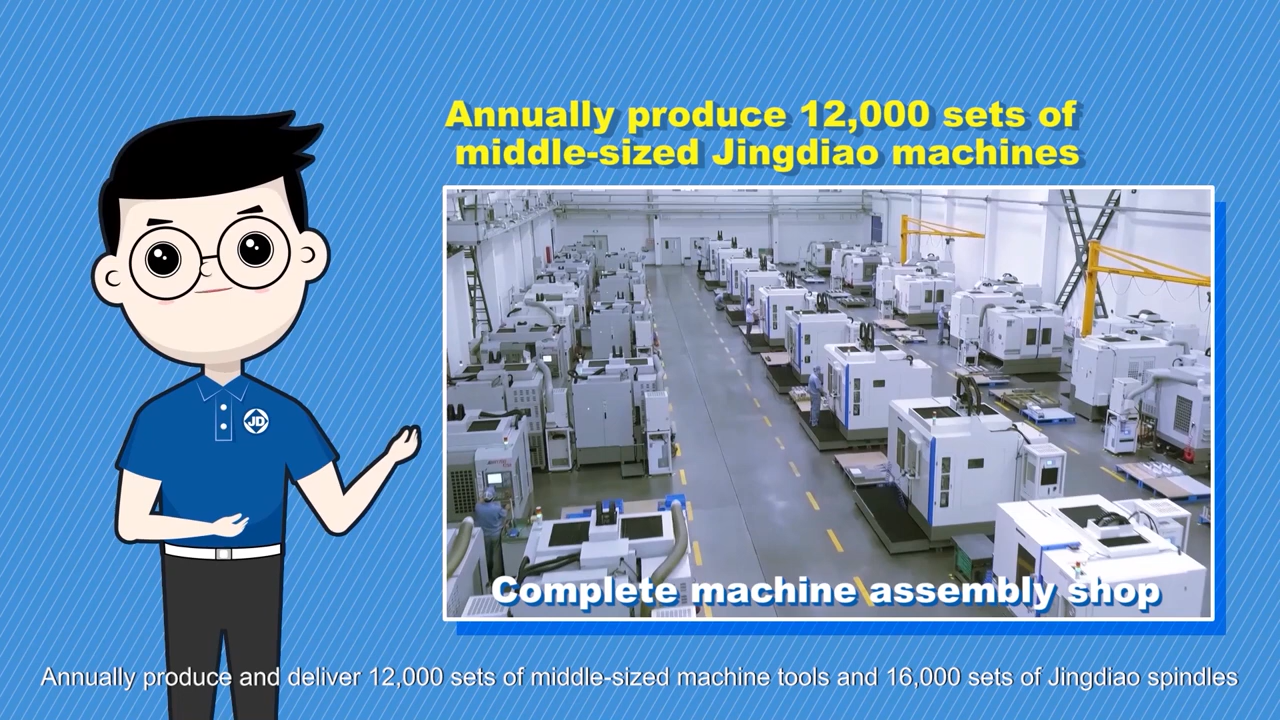 Annually produce 12,000 sets of
middle-sized Jingdiao machines
JD
Complete machine assembly shop
Annually produce and deliver 12,000 sets of middle-sized machine tools and 16,000 sets of Jingdiao spindles